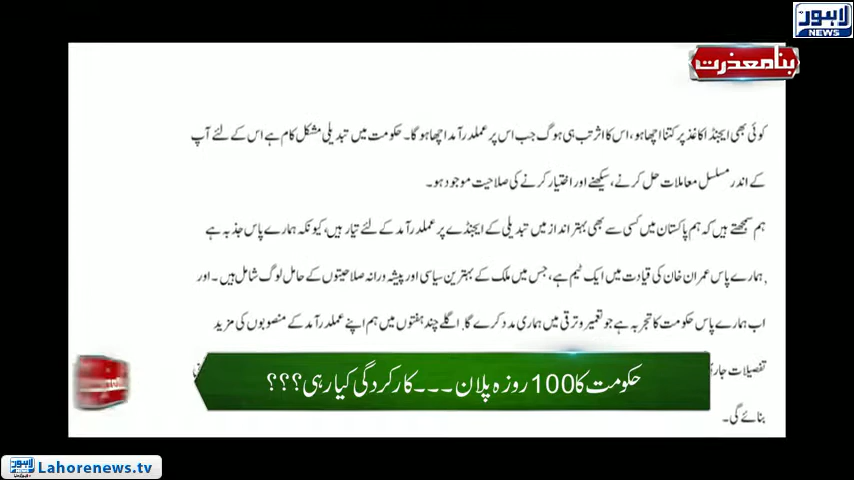 لاہور
NEWS
بنا معذرت
کوئی بھی ایجنڈا کاغذ پر کتنا اچھا ہو، اس کا اثر تب ہی ہوگ جب اس پر عملدرآمد اچھا ہو گا۔ حکومت میں تبدیلی مشکل کام ہے اس کے لئے آپ
کے اندر مسلسل معاملات حل کرنے، سیکھنے اور اختیار کرنے کی صلاحیت موجود ہو۔
ہم سمجھتے ہیں کہ ہم پاکستان میں کسی سے بھی بہتر انداز میں تبدیلی کے ایجنڈے پر عملدرآمد کے لئے تیار ہیں، کیونکہ ہمارے پاس جذبہ ہے
,ہمارے پاس عمران خان کی قیادت میں ایک ٹیم ہے، جس میں ملک کے بہترین سیاسی اور پیشہ ورانہ صلاحیتوں کے حامل لوگ شامل ہیں۔ اور
اب ہمارے پاس حکومت کا تجربہ ہے جو تعمیر و ترقی میں ہماری مدد کرے گا, اگلے چند ہفتوں میں ہم اپنے عملدرآمد کے منصوبوں کی مزید
تفصیلات
حکومت کا 100 روزہ پلان ۔۔۔ کارکردگی کیا رہی؟؟؟
بنائے گی۔
لاہور Lahorenews.tv